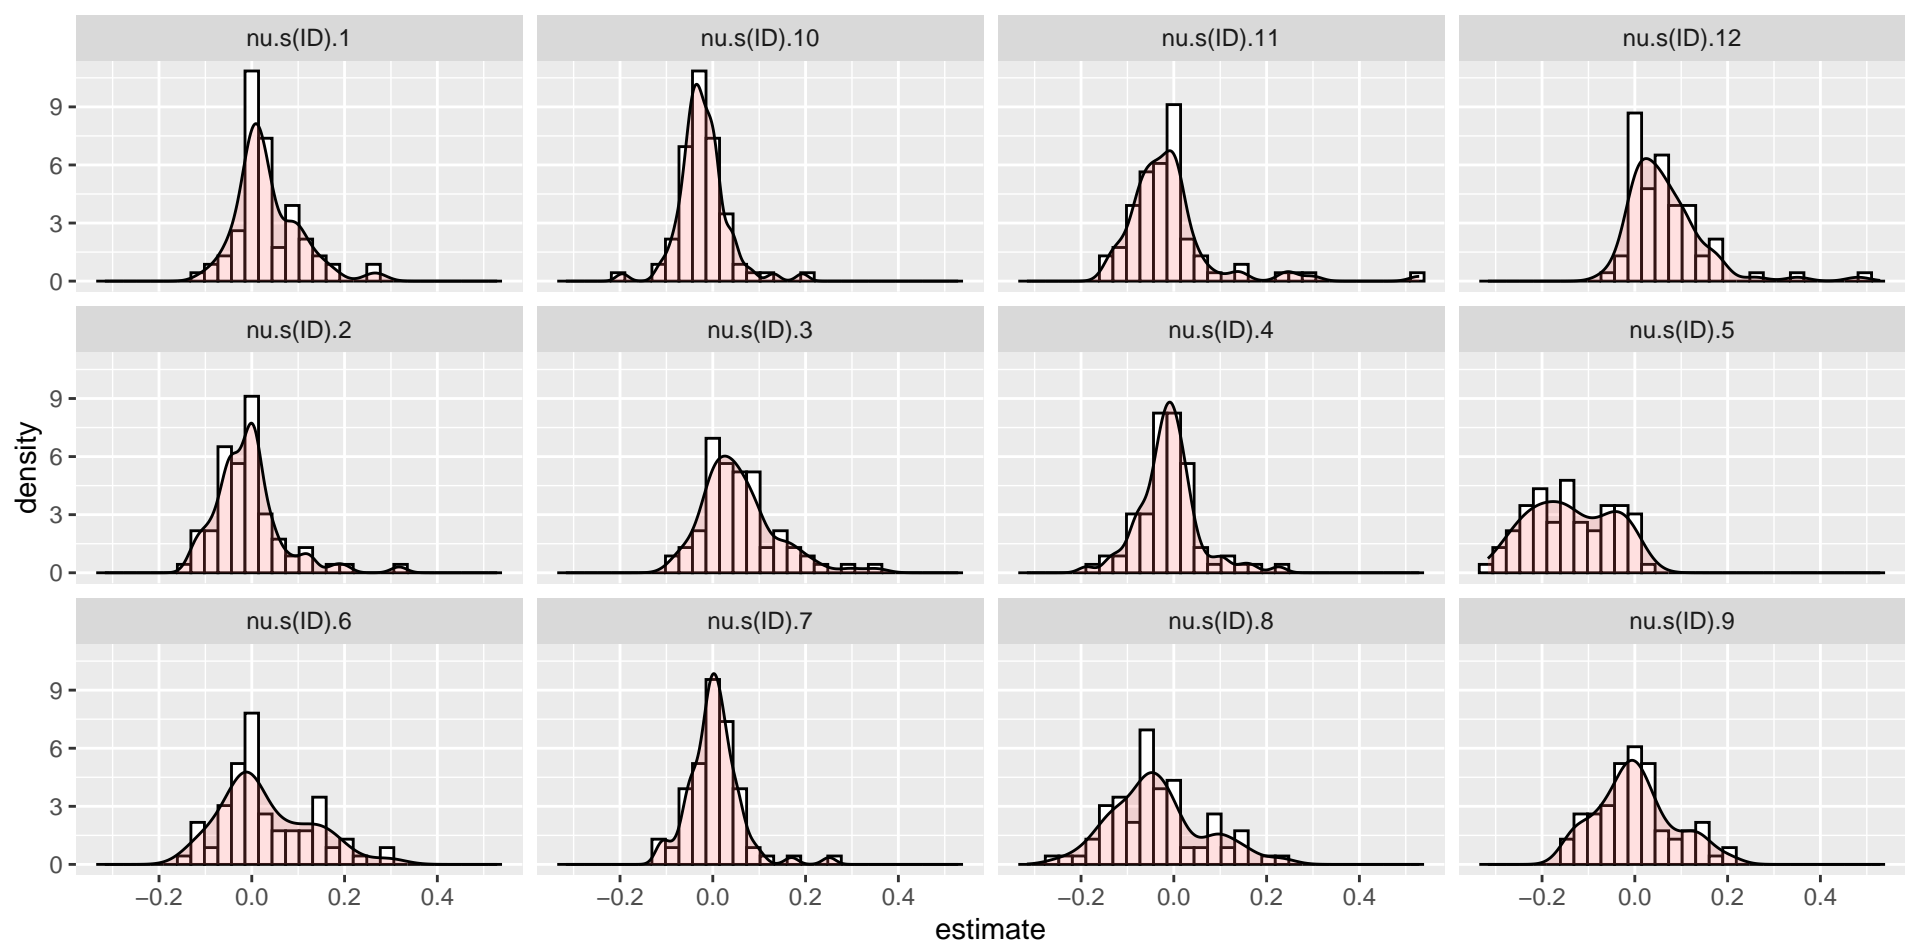 nu.s(ID).1 nu.s(ID).10 nu.s(ID).11 nu.s(ID).12
9
6
3
0
nu.s(ID).2 nu.s(ID).3 nu.s(ID).4 nu.s(ID).5
density
9
6
3
0
nu.s(ID).6 nu.s(ID).7 nu.s(ID).8 nu.s(ID).9
9
6
3
0
−0.2 0.0 0.2 0.4 −0.2 0.0 0.2 0.4 −0.2 0.0 0.2 0.4 −0.2 0.0 0.2 0.4
estimate